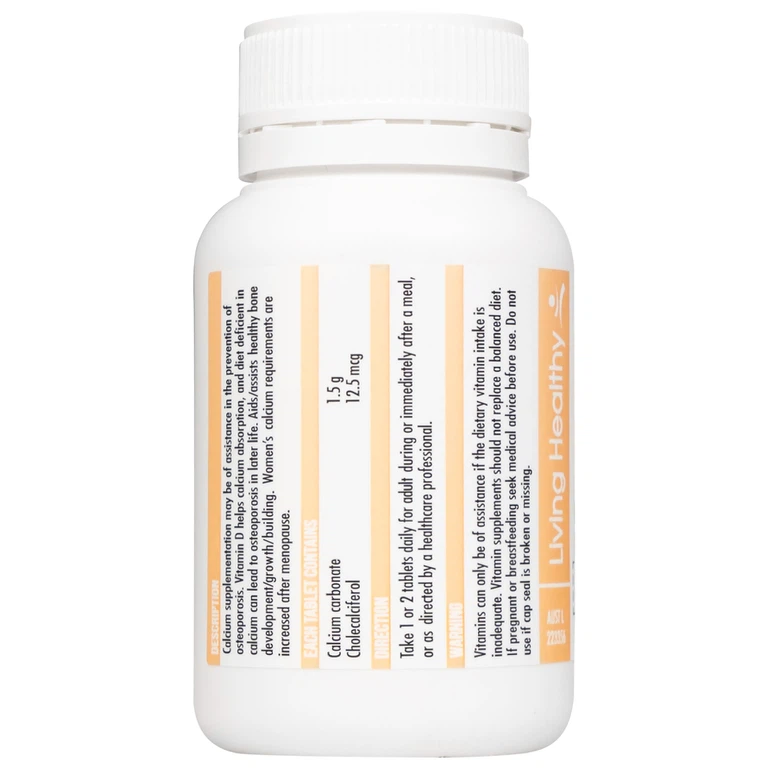 DESCRIPTION
Calcium supplementation may be of assistance in the prevention of
osteoporosis. Vitamin D helps calcium absorption, and diet deficient in
calcium can lead to osteoporosis in later life. Aids/assists healthy bone
development/growth/building. Women's calcium requirements are
increased after menopause.
EACH TABLET CONTAINS
Calcium carbonate 1.5 g
Cholecalciferol 12.5 mcg
DIRECTION
Take 1 or 2 tablets daily for adult during or immediately after a meal,
or as directed by a healthcare professional.
WARNING
Vitamins can only be of assistance if the dietary vitamin intake is
inadequate. Vitamin supplements should not replace a balanced diet.
If pregnant or breastfeeding seek medical advice before use. Do not
use if cap seal is broken or missing.
Living Healthy
AUST L